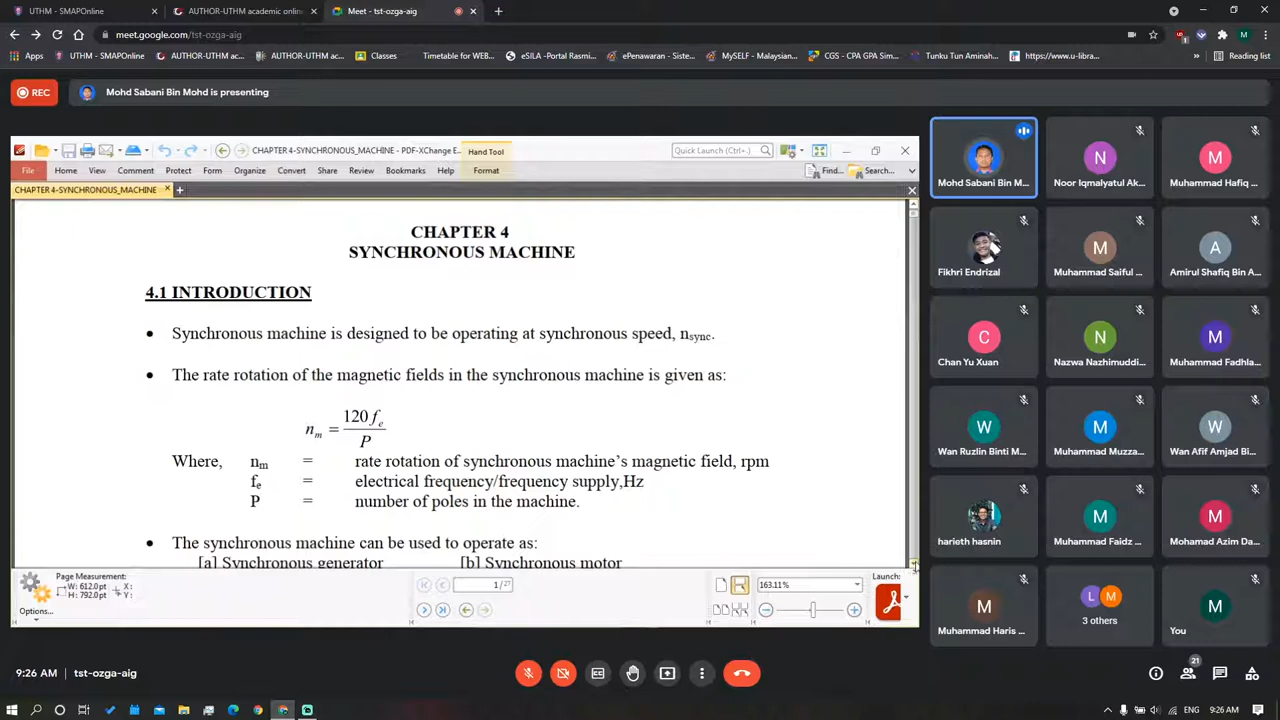 UTHM - SMAPOnline
AUTHOR-UTHM academic onlin
Meet - tst-ozga-aig
meet.google.com/tst-ozga-aig
Apps
UTHM - SMAPOnline
AUTHOR-UTHM ac...
AUTHOR-UTHM ac...
Classes
Timetable for WEB...
eSILA -Portal Rasmi...
ePenawaran - Siste...
MySELF - Malaysian...
CGS - CPA GPA Sim...
Tunku Tun Aminah...
https://www.u-libra...
Reading list
REC
Mohd Sabani Bin Mohd is presenting
CHAPTER 4-SYNCHRONOUS_MACHINE - PDF-XChange E...
Hand Tool
Quick Launch (Ctrl+.)
File
Home
View
Comment
Protect
Form
Organize
Convert
Share
Review
Bookmarks
Help
Format
Find...
Search...
CHAPTER 4-SYNCHRONOUS_MACHINE
CHAPTER 4
SYNCHRONOUS MACHINE
4.1 INTRODUCTION
• Synchronous machine is designed to be operating at synchronous speed, nsync.
• The rate rotation of the magnetic fields in the synchronous machine is given as:
nm = 120 fe / P
Where, nm = rate rotation of synchronous machine's magnetic field, rpm
fe = electrical frequency/frequency supply,Hz
P = number of poles in the machine.
• The synchronous machine can be used to operate as:
[a] Synchronous generator [b] Synchronous motor
Page Measurement:
W: 612.0 pt
H: 792.0 pt
X:
Y:
Options...
1 / 27
163.11%
Launch:
Mohd Sabani Bin M...
N
Noor Iqmalyatul Ak...
M
Muhammad Hafiq ...
Fikhri Endrizal
M
Muhammad Saiful ...
A
Amirul Shafiq Bin A...
C
Chan Yu Xuan
N
Nazwa Nazhimuddi...
M
Muhammad Fadhla...
W
Wan Ruzlin Binti M...
M
Muhammad Muzza...
W
Wan Afif Amjad Bi...
harieth hasnin
M
Muhammad Faidz ...
M
Mohamad Azim Da...
M
Muhammad Haris ...
L M
3 others
M
You
9:26 AM
tst-ozga-aig
21
ENG
9:26 AM